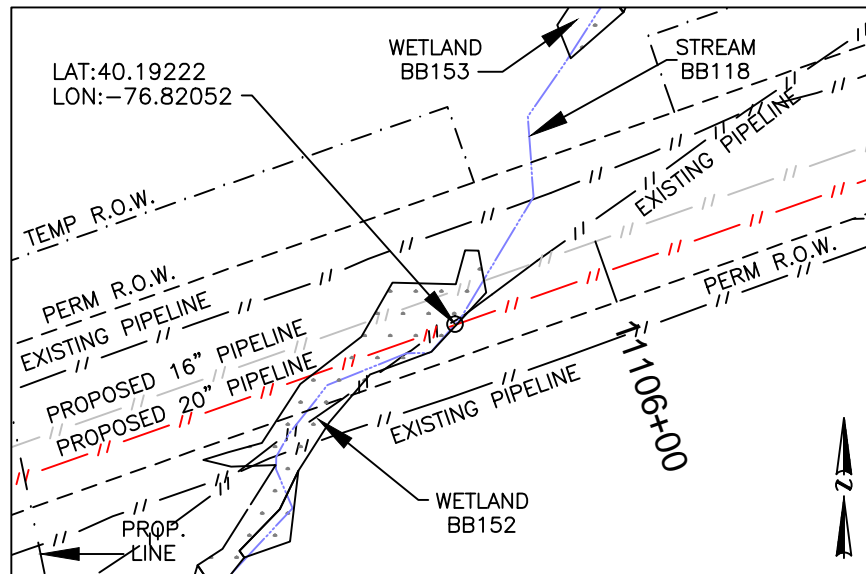 WETLAND
BB153
STREAM
BB118
LAT:40.19222
LON:-76.82052
EXISTING PIPELINE
TEMP R.O.W.
PERM R.O.W.
EXISTING PIPELINE
PERM R.O.W.
PROPOSED 16" PIPELINE
PROPOSED 20" PIPELINE
EXISTING PIPELINE
11106+00
WETLAND
BB152
PROP.
LINE
N